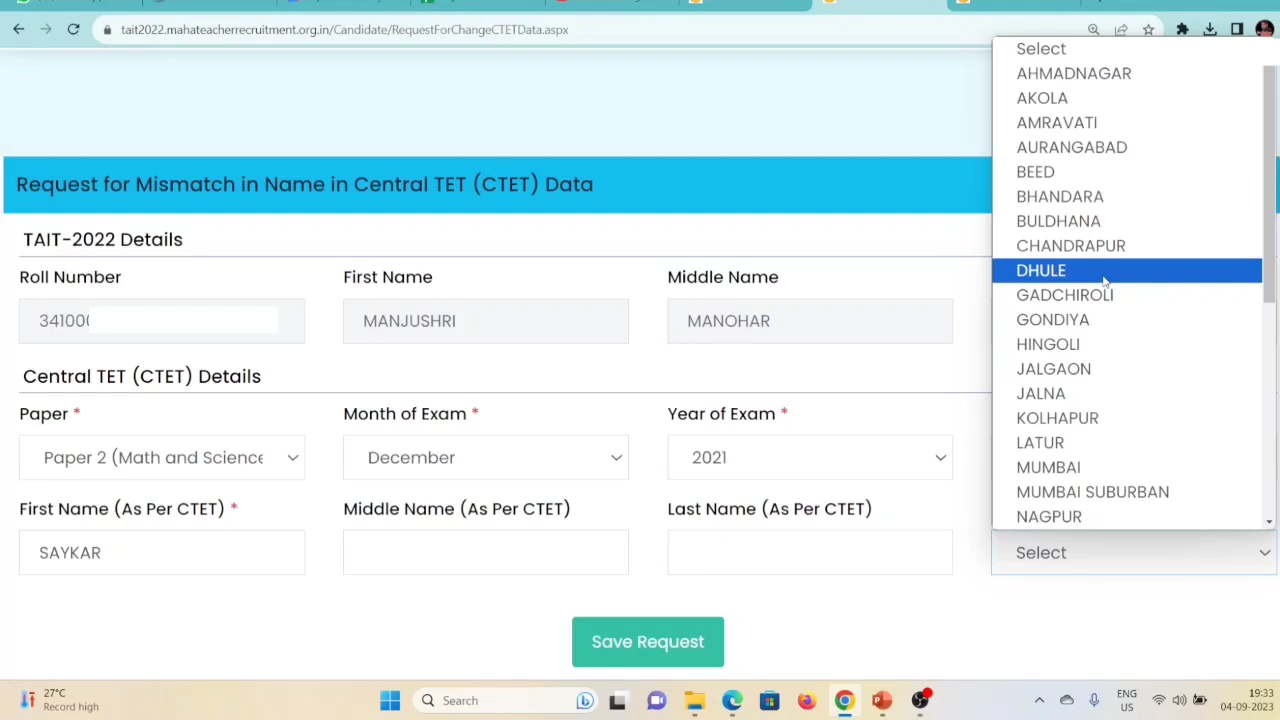 tait2022.mahateacherrecruitment.org.in/Candidate/RequestForChangeCTETData.aspx
Request for Mismatch in Name in Central TET (CTET) Data
TAIT-2022 Details
Roll Number
First Name
Middle Name
34100
MANJUSHRI
MANOHAR
Central TET (CTET) Details
Paper *
Month of Exam *
Year of Exam *
Paper 2 (Math and Science
December
2021
First Name (As Per CTET) *
Middle Name (As Per CTET)
Last Name (As Per CTET)
SAYKAR
Select
AHMADNAGAR
AKOLA
AMRAVATI
AURANGABAD
BEED
BHANDARA
BULDHANA
CHANDRAPUR
DHULE
GADCHIROLI
GONDIYA
HINGOLI
JALGAON
JALNA
KOLHAPUR
LATUR
MUMBAI
MUMBAI SUBURBAN
NAGPUR
Select
Save Request
27°C
Record high
Search
ENG
US
19:33
04-09-2023